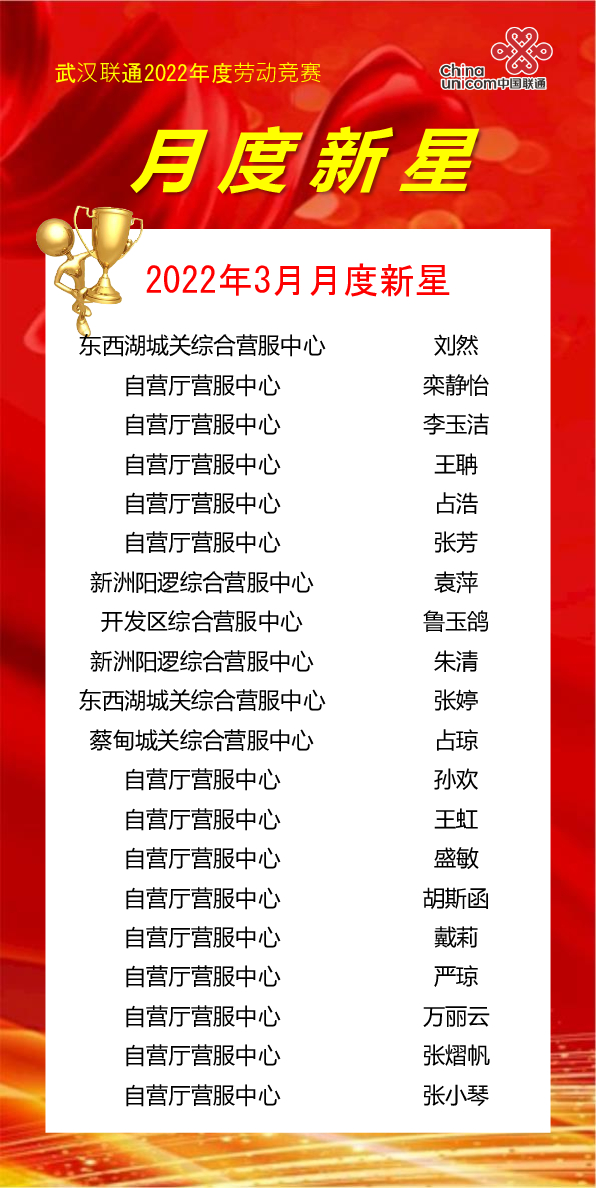 武汉联通2022年度劳动竞赛
China
unicom中国联通
月度新星
2022年3月月度新星
东西湖城关综合营服中心 刘然
自营厅营服中心 栾静怡
自营厅营服中心 李玉洁
自营厅营服中心 王聃
自营厅营服中心 占浩
自营厅营服中心 张芳
新洲阳逻综合营服中心 袁萍
开发区综合营服中心 鲁玉鸽
新洲阳逻综合营服中心 朱清
东西湖城关综合营服中心 张婷
蔡甸城关综合营服中心 占琼
自营厅营服中心 孙欢
自营厅营服中心 王虹
自营厅营服中心 盛敏
自营厅营服中心 胡斯函
自营厅营服中心 戴莉
自营厅营服中心 严琼
自营厅营服中心 万丽云
自营厅营服中心 张熠帆
自营厅营服中心 张小琴